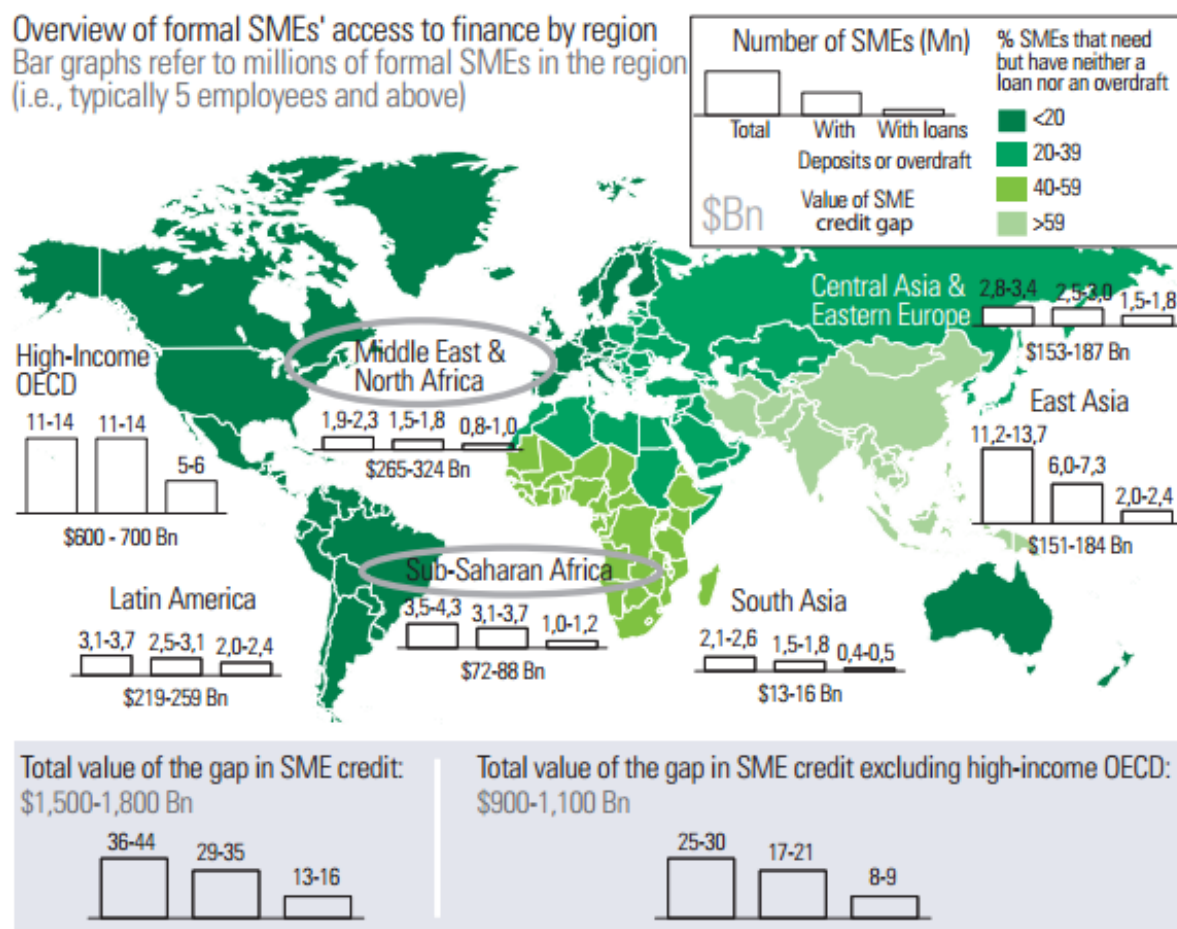 Overview of formal SMEs' access to finance by region
Bar graphs refer to millions of formal SMEs in the region
(i.e., typically 5 employees and above)
Number of SMEs (Mn)
Total
With
With loans
Deposits or overdraft
$Bn
Value of SME
credit gap
% SMEs that need
but have neither a
loan nor an overdraft
<20
20-39
40-59
>59
Central Asia &
Eastern Europe
2,8-3,4 2,5-3,0 1,5-1,8
$153-187 Bn
High-Income
OECD
11-14 11-14 5-6
$600 - 700 Bn
Middle East &
North Africa
1,9-2,3 1,5-1,8 0,8-1,0
$265-324 Bn
East Asia
11,2-13,7 6,0-7,3 2,0-2,4
$151-184 Bn
Latin America
3,1-3,7 2,5-3,1 2,0-2,4
$219-259 Bn
Sub-Saharan Africa
3,5-4,3 3,1-3,7 1,0-1,2
$72-88 Bn
South Asia
2,1-2,6 1,5-1,8 0,4-0,5
$13-16 Bn
Total value of the gap in SME credit:
$1,500-1,800 Bn
36-44 29-35 13-16
Total value of the gap in SME credit excluding high-income OECD:
$900-1,100 Bn
25-30 17-21 8-9